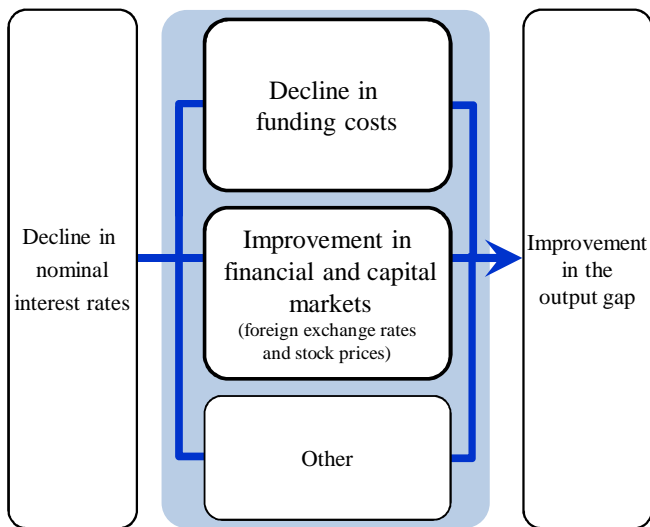 Decline in
nominal
interest rates
Decline in
funding costs
Improvement in
financial and capital
markets
(foreign exchange rates
and stock prices)
Other
Improvement
in the
output gap